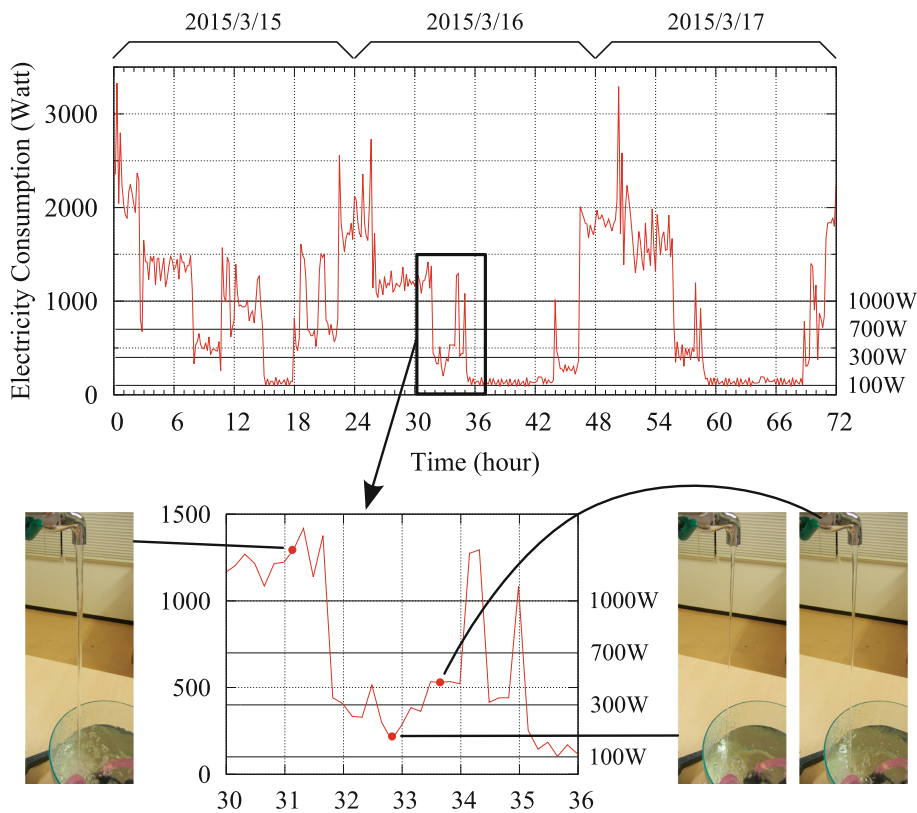 2015/3/15 2015/3/16 2015/3/17
Electricity Consumption (Watt)
3000
2000
1000
0
1000W
700W
300W
100W
0 6 12 18 24 30 36 42 48 54 60 66 72
Time (hour)
1500
1000
500
0
1000W
700W
300W
100W
30 31 32 33 34 35 36